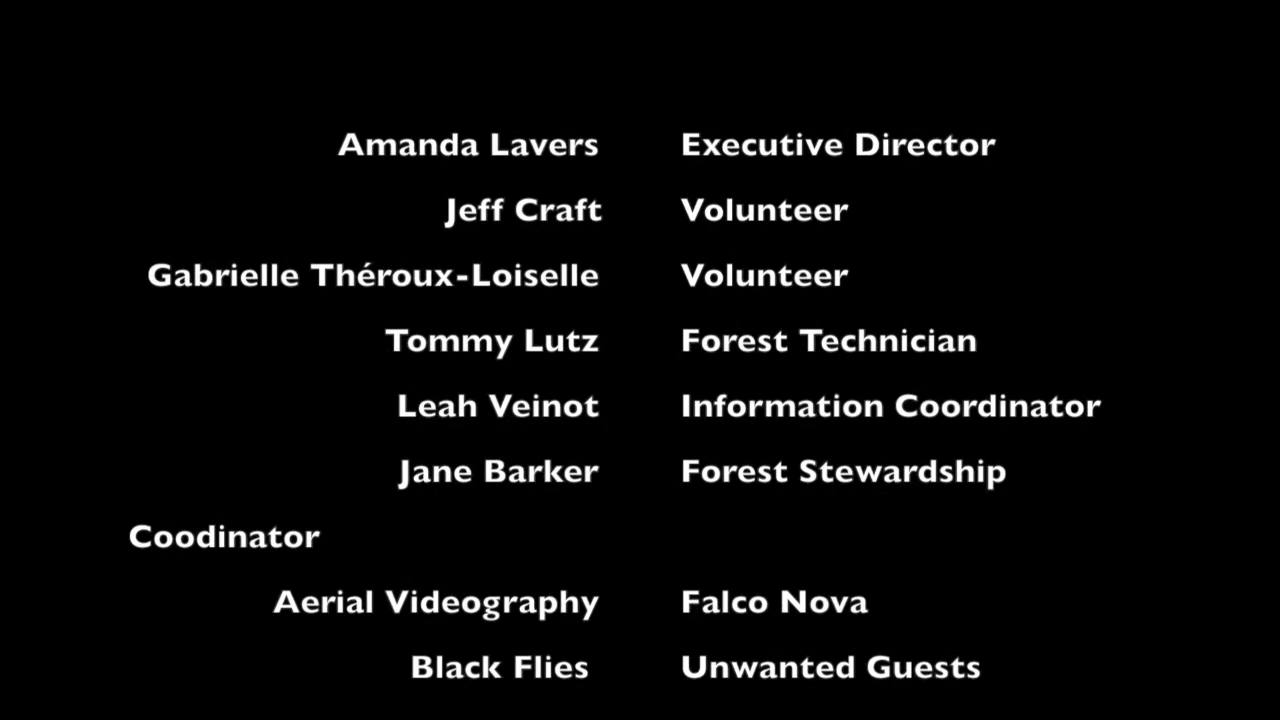 Amanda Lavers Executive Director
Jeff Craft Volunteer
Gabrielle Théroux-Loiselle Volunteer
Tommy Lutz Forest Technician
Leah Veinot Information Coordinator
Jane Barker Forest Stewardship
Coodinator
Aerial Videography Falco Nova
Black Flies Unwanted Guests